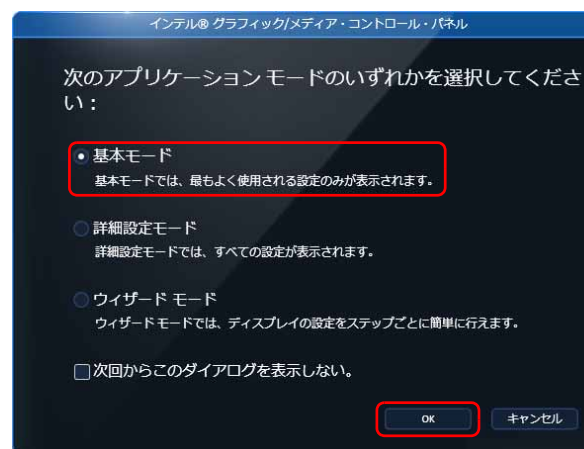 インテル® グラフィック/メディア・コントロール・パネル
次のアプリケーション モードのいずれかを選択してくださ
い：
基本モード
基本モードでは、最もよく使用される設定のみが表示されます。
詳細設定モード
詳細設定モードでは、すべての設定が表示されます。
ウィザード モード
ウィザード モードでは、ディスプレイの設定をステップごとに簡単に行えます。
次回からこのダイアログを表示しない。
OK キャンセル